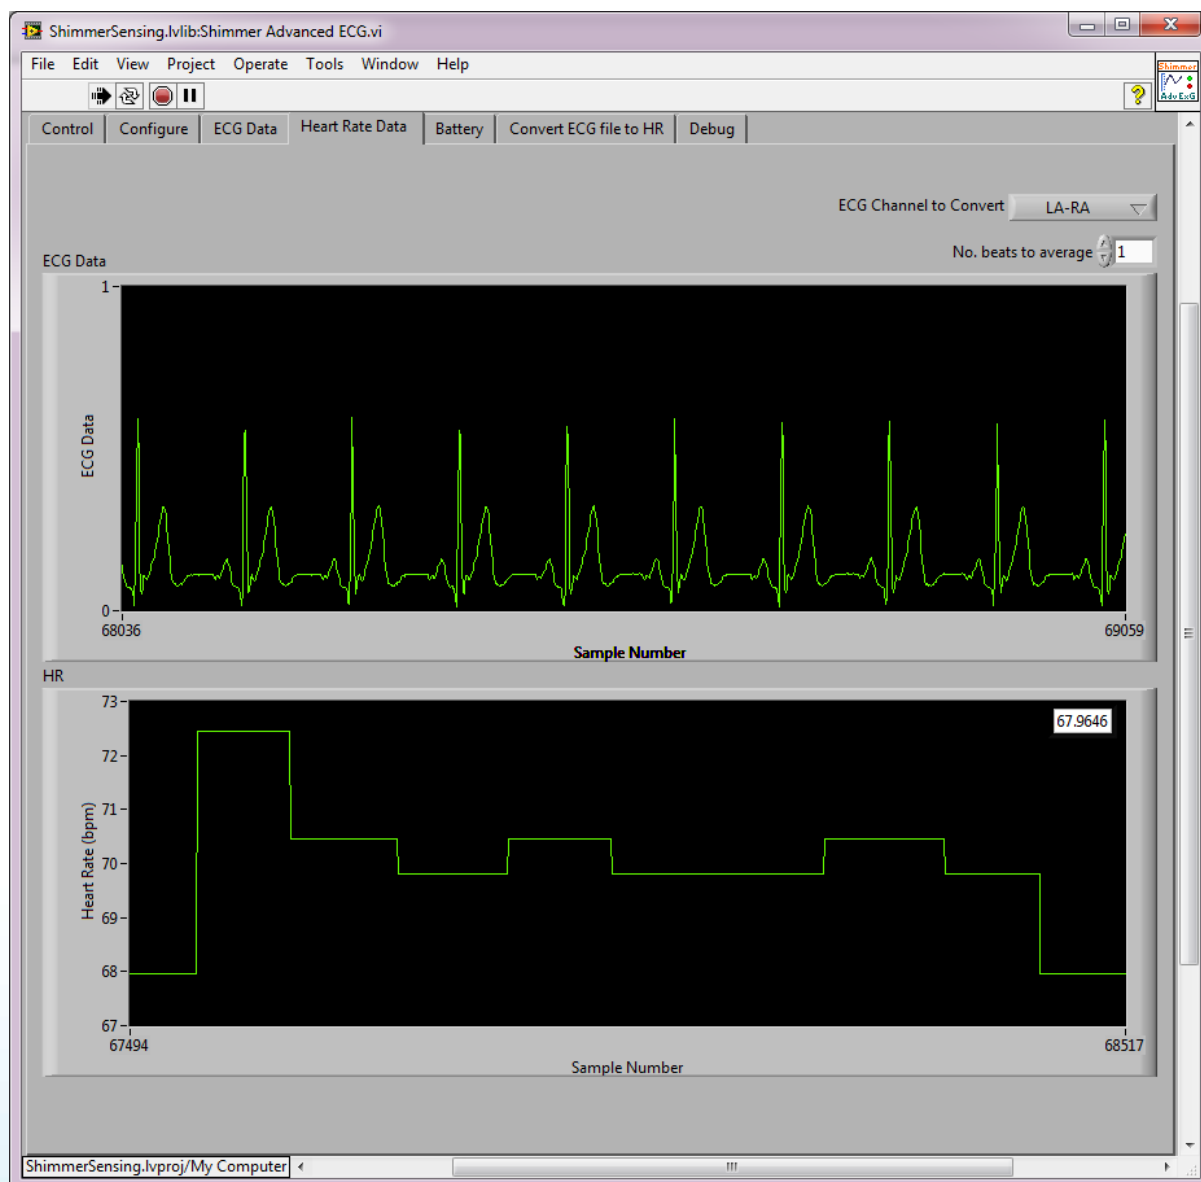 ShimmerSensing.lvlib:Shimmer Advanced ECG.vi
File Edit View Project Operate Tools Window Help
Shimmer
Adv ExG
Control Configure ECG Data Heart Rate Data Battery Convert ECG file to HR Debug
ECG Channel to Convert LA-RA
No. beats to average 1
ECG Data
1
ECG Data
0
68036 69059
Sample Number
HR
73
67.9646
72
71
Heart Rate (bpm)
70
69
68
67
67494 68517
Sample Number
ShimmerSensing.lvproj/My Computer